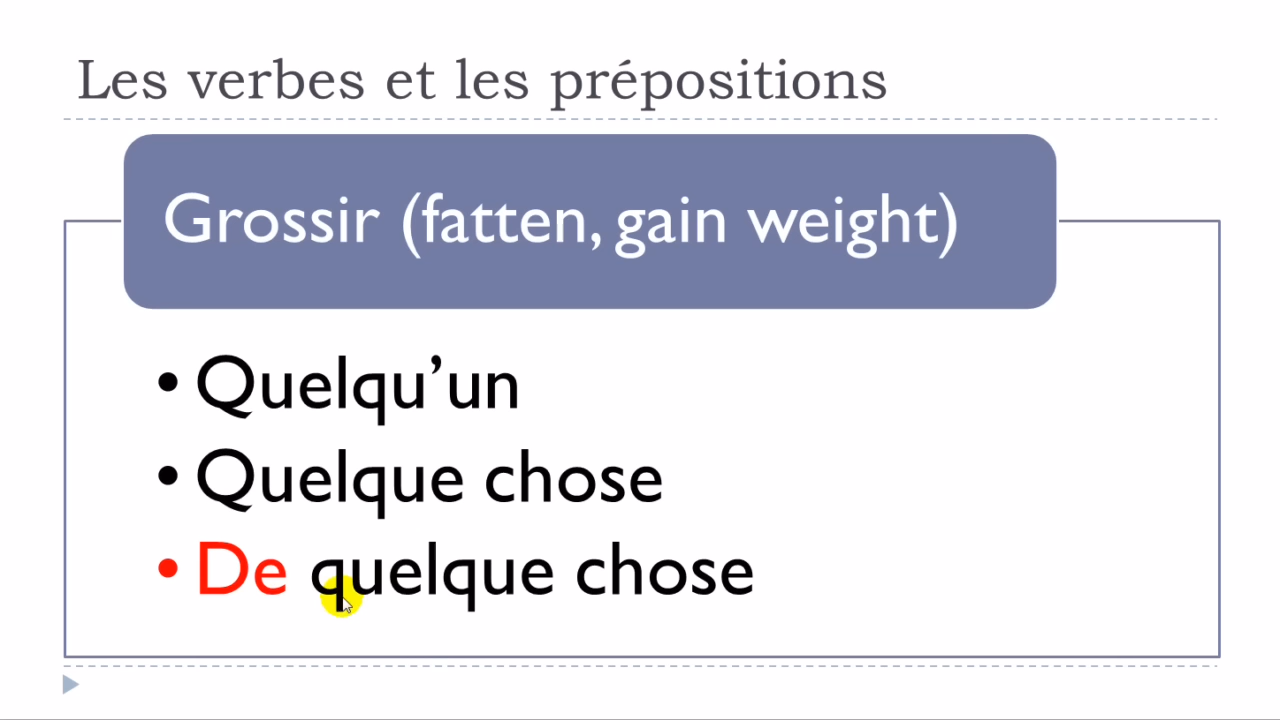 Les verbes et les prépositions
Grossir (fatten, gain weight)
• Quelqu’un
• Quelque chose
• De quelque chose